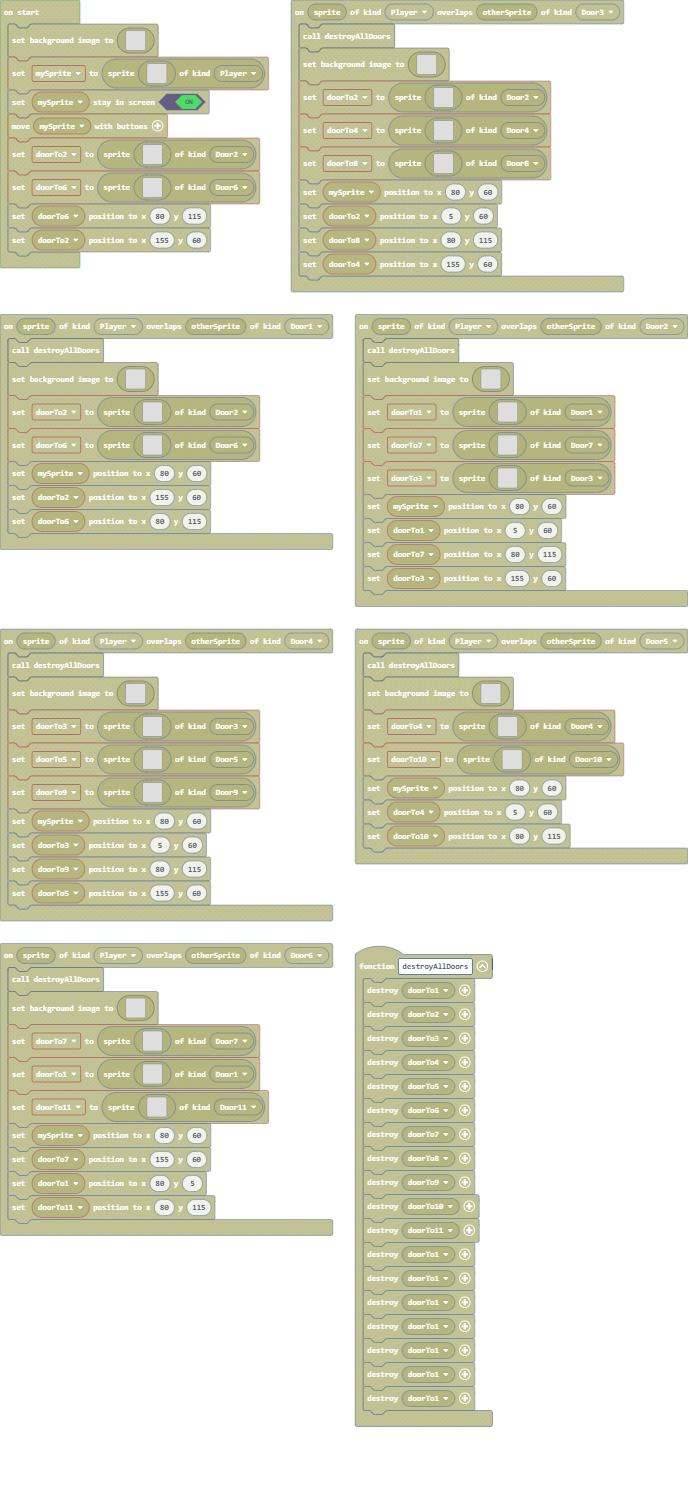 on start
set background image to
set mySprite to sprite of kind Player
set mySprite stay in screen ON
move mySprite with buttons
set doorTo2 to sprite of kind Door2
set doorTo6 to sprite of kind Door6
set doorTo6 position to x 80 y 115
set doorTo2 position to x 155 y 60
on sprite of kind Player overlaps otherSprite of kind Door3
call destroyAllDoors
set background image to
set doorTo2 to sprite of kind Door2
set doorTo4 to sprite of kind Door4
set doorTo8 to sprite of kind Door8
set mySprite position to x 80 y 60
set doorTo2 position to x 5 y 60
set doorTo8 position to x 80 y 115
set doorTo4 position to x 155 y 60
on sprite of kind Player overlaps otherSprite of kind Door1
call destroyAllDoors
set background image to
set doorTo2 to sprite of kind Door2
set doorTo6 to sprite of kind Door6
set mySprite position to x 80 y 60
set doorTo2 position to x 155 y 60
set doorTo6 position to x 80 y 115
on sprite of kind Player overlaps otherSprite of kind Door2
call destroyAllDoors
set background image to
set doorTo1 to sprite of kind Door1
set doorTo7 to sprite of kind Door7
set doorTo3 to sprite of kind Door3
set mySprite position to x 80 y 60
set doorTo1 position to x 5 y 60
set doorTo7 position to x 80 y 115
set doorTo3 position to x 155 y 60
on sprite of kind Player overlaps otherSprite of kind Door4
call destroyAllDoors
set background image to
set doorTo3 to sprite of kind Door3
set doorTo5 to sprite of kind Door5
set doorTo9 to sprite of kind Door9
set mySprite position to x 80 y 60
set doorTo3 position to x 5 y 60
set doorTo9 position to x 80 y 115
set doorTo5 position to x 155 y 60
on sprite of kind Player overlaps otherSprite of kind Door5
call destroyAllDoors
set background image to
set doorTo4 to sprite of kind Door4
set doorTo10 to sprite of kind Door10
set mySprite position to x 80 y 60
set doorTo4 position to x 5 y 60
set doorTo10 position to x 80 y 115
on sprite of kind Player overlaps otherSprite of kind Door6
call destroyAllDoors
set background image to
set doorTo7 to sprite of kind Door7
set doorTo1 to sprite of kind Door1
set doorTo11 to sprite of kind Door11
set mySprite position to x 80 y 60
set doorTo7 position to x 155 y 60
set doorTo1 position to x 80 y 5
set doorTo11 position to x 80 y 115
function destroyAllDoors
destroy doorTo1
destroy doorTo2
destroy doorTo3
destroy doorTo4
destroy doorTo5
destroy doorTo6
destroy doorTo7
destroy doorTo8
destroy doorTo9
destroy doorTo10
destroy doorTo11
destroy doorTo1
destroy doorTo1
destroy doorTo1
destroy doorTo1
destroy doorTo1
destroy doorTo1
destroy doorTo1